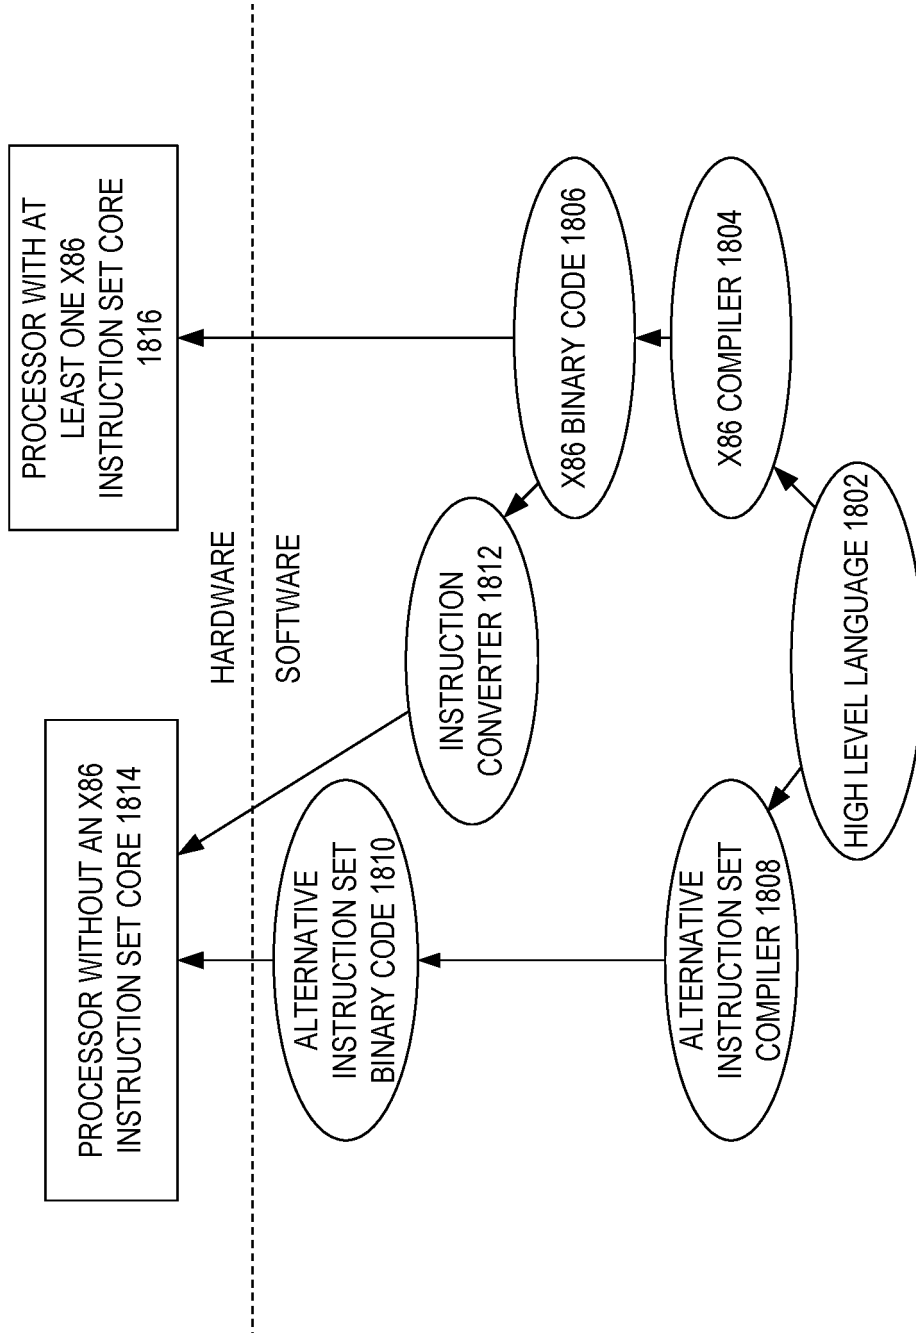 PROCESSOR WITHOUT AN X86
INSTRUCTION SET CORE 1814
PROCESSOR WITH AT
LEAST ONE X86
INSTRUCTION SET CORE
1816
HARDWARE
SOFTWARE
ALTERNATIVE
INSTRUCTION SET
BINARY CODE 1810
INSTRUCTION
CONVERTER 1812
X86 BINARY CODE 1806
ALTERNATIVE
INSTRUCTION SET
COMPILER 1808
X86 COMPILER 1804
HIGH LEVEL LANGUAGE 1802